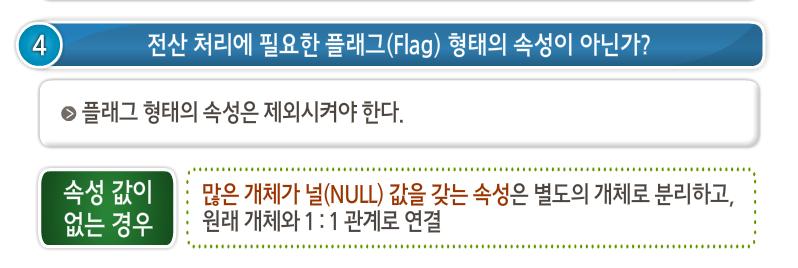 4 전산 처리에 필요한 플래그(Flag) 형태의 속성이 아닌가?
플래그 형태의 속성은 제외시켜야 한다.
속성 값이
없는 경우
많은 개체가 널(NULL) 값을 갖는 속성은 별도의 개체로 분리하고,
원래 개체와 1 : 1 관계로 연결